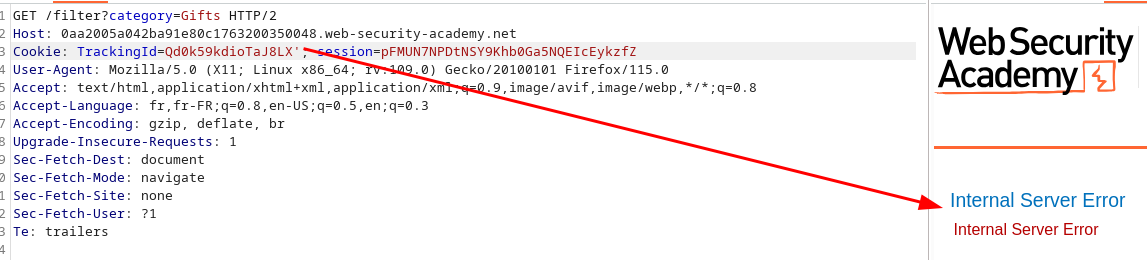 1 GET /filter?category=Gifts HTTP/2
2 Host: 0aa2005a042ba91e80c1763200350048.web-security-academy.net
3 Cookie: TrackingId=Qd0k59kdioTaJ8LX'; session=pFMUN7NPDtNSY9Khb0Ga5NQEIcEykzfZ
4 User-Agent: Mozilla/5.0 (X11; Linux x86_64; rv:109.0) Gecko/20100101 Firefox/115.0
5 Accept: text/html,application/xhtml+xml,application/xml;q=0.9,image/avif,image/webp,*/*;q=0.8
6 Accept-Language: fr,fr-FR;q=0.8,en-US;q=0.5,en;q=0.3
7 Accept-Encoding: gzip, deflate, br
8 Upgrade-Insecure-Requests: 1
9 Sec-Fetch-Dest: document
0 Sec-Fetch-Mode: navigate
1 Sec-Fetch-Site: none
2 Sec-Fetch-User: ?1
3 Te: trailers
4
Web Security
Academy
Internal Server Error
Internal Server Error